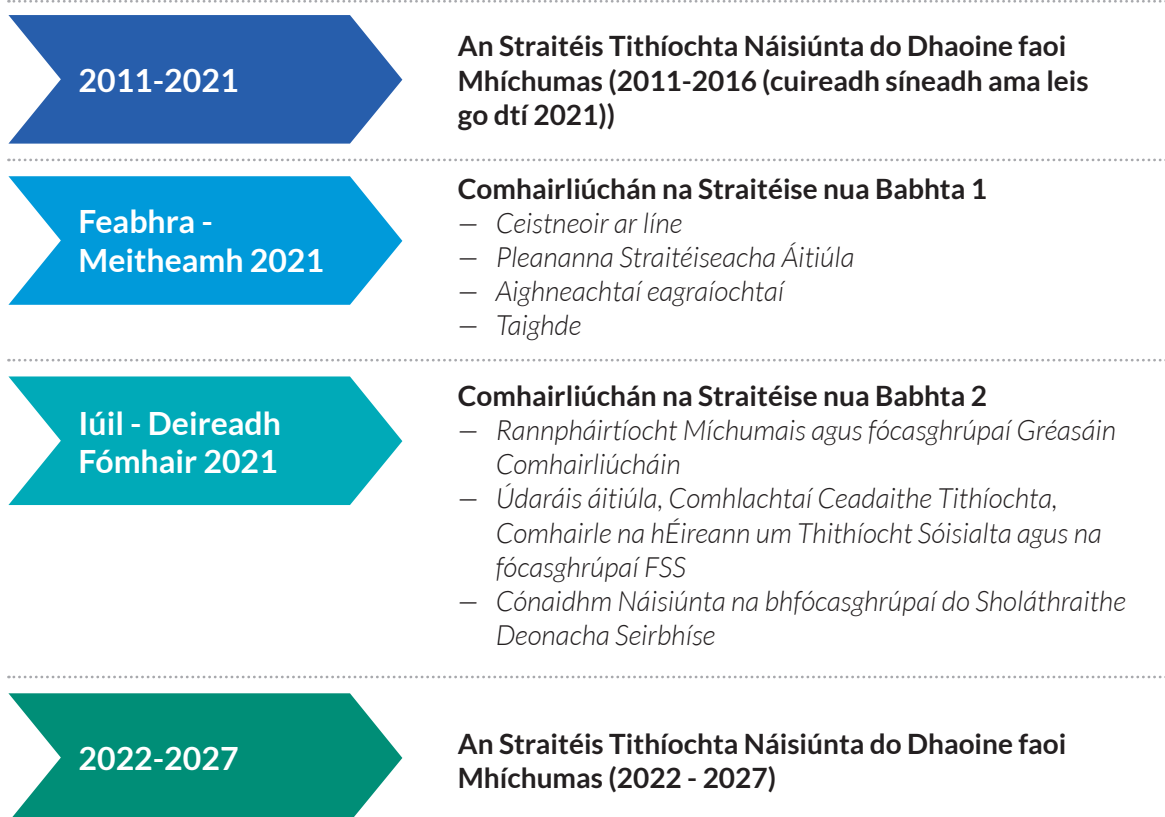 2011-2021
An Straitéis Tithíochta Náisiúnta do Dhaoine faoi
Mhíchumas (2011-2016 (cuireadh síneadh ama leis
go dtí 2021))
Feabhra -
Meitheamh 2021
Comhairliúchán na Straitéise nua Babhta 1
— Ceistneoir ar líne
— Pleananna Straitéiseacha Áitiúla
— Aighneachtaí eagraíochtaí
— Taighde
Iúil - Deireadh
Fómhair 2021
Comhairliúchán na Straitéise nua Babhta 2
— Rannpháirtíocht Míchumais agus fócasghrúpaí Gréasáin
Comhairliúcháin
— Údaráis áitiúla, Comhlachtaí Ceadaithe Tithíochta,
Comhairle na hÉireann um Thithíocht Sóisialta agus na
fócasghrúpaí FSS
— Cónaidhm Náisiúnta na bhfócasghrúpaí do Sholáthraithe
Deonacha Seirbhíse
2022-2027
An Straitéis Tithíochta Náisiúnta do Dhaoine faoi
Mhíchumas (2022 - 2027)